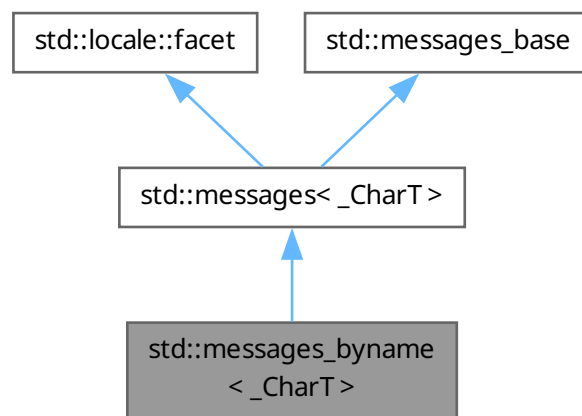 std::locale::facet
std::messages_base
std::messages< _CharT >
std::messages_byname
< _CharT >